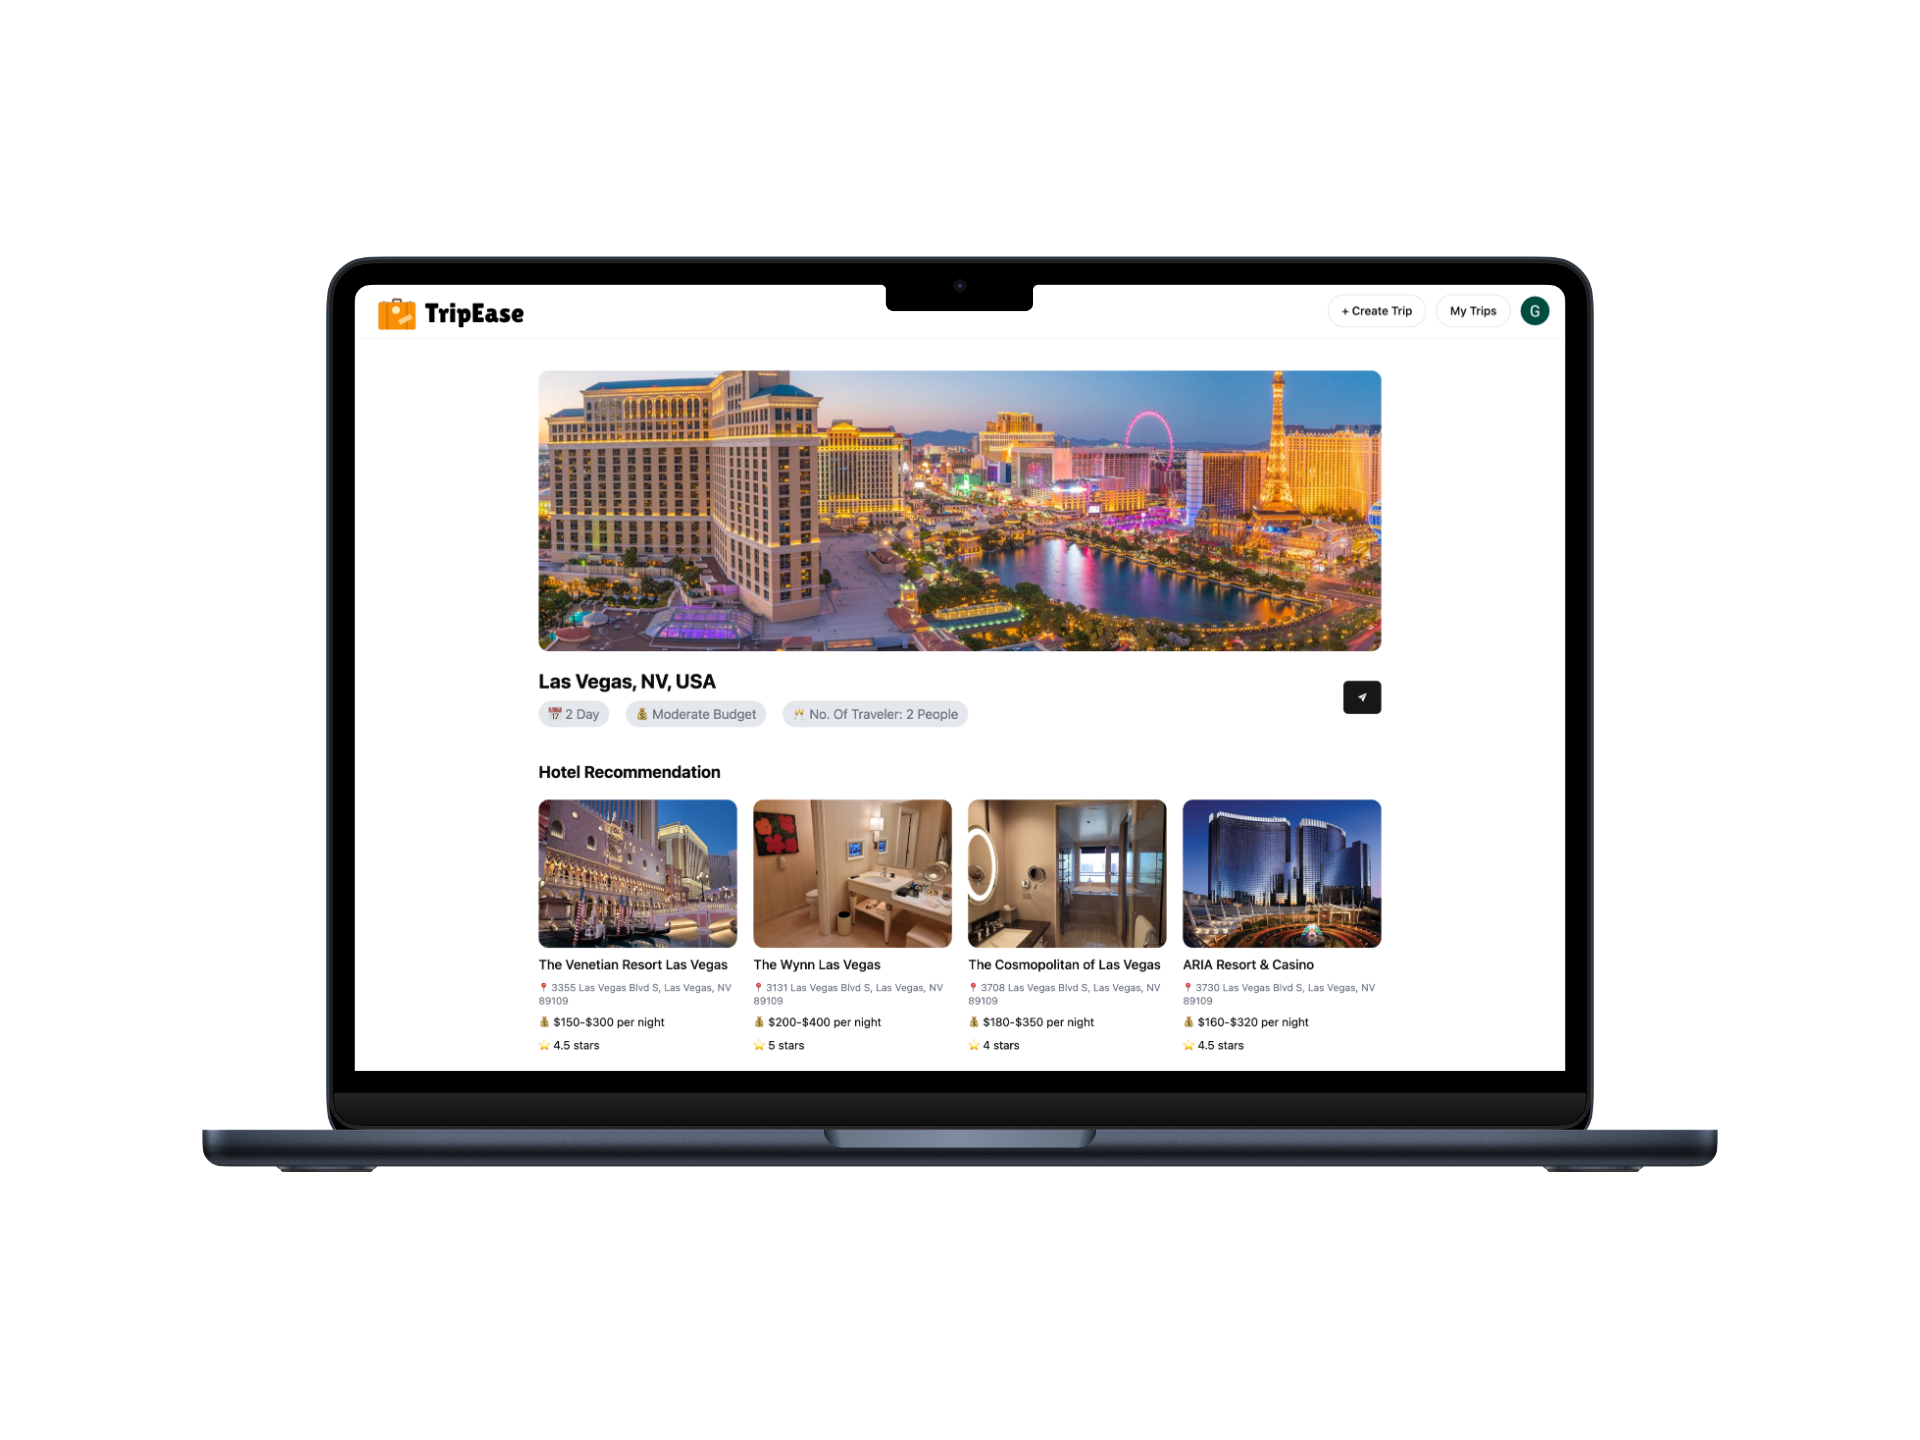 TripEase
+ Create Trip
My Trips
G
Las Vegas, NV, USA
2 Day
Moderate Budget
No. Of Traveler: 2 People
Hotel Recommendation
The Venetian Resort Las Vegas
3355 Las Vegas Blvd S, Las Vegas, NV
89109
$150-$300 per night
4.5 stars
The Wynn Las Vegas
3131 Las Vegas Blvd S, Las Vegas, NV
89109
$200-$400 per night
5 stars
The Cosmopolitan of Las Vegas
3708 Las Vegas Blvd S, Las Vegas, NV
89109
$180-$350 per night
4 stars
ARIA Resort & Casino
3730 Las Vegas Blvd S, Las Vegas, NV
89109
$160-$320 per night
4.5 stars